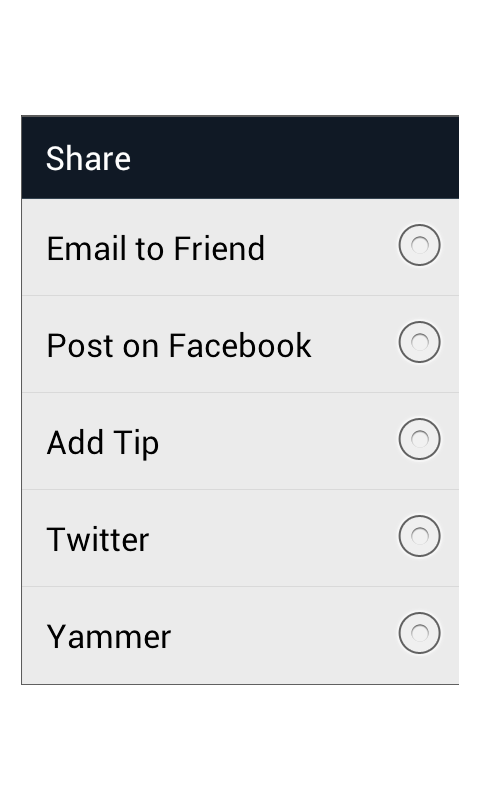 Share
Email to Friend
Post on Facebook
Add Tip
Twitter
Yammer